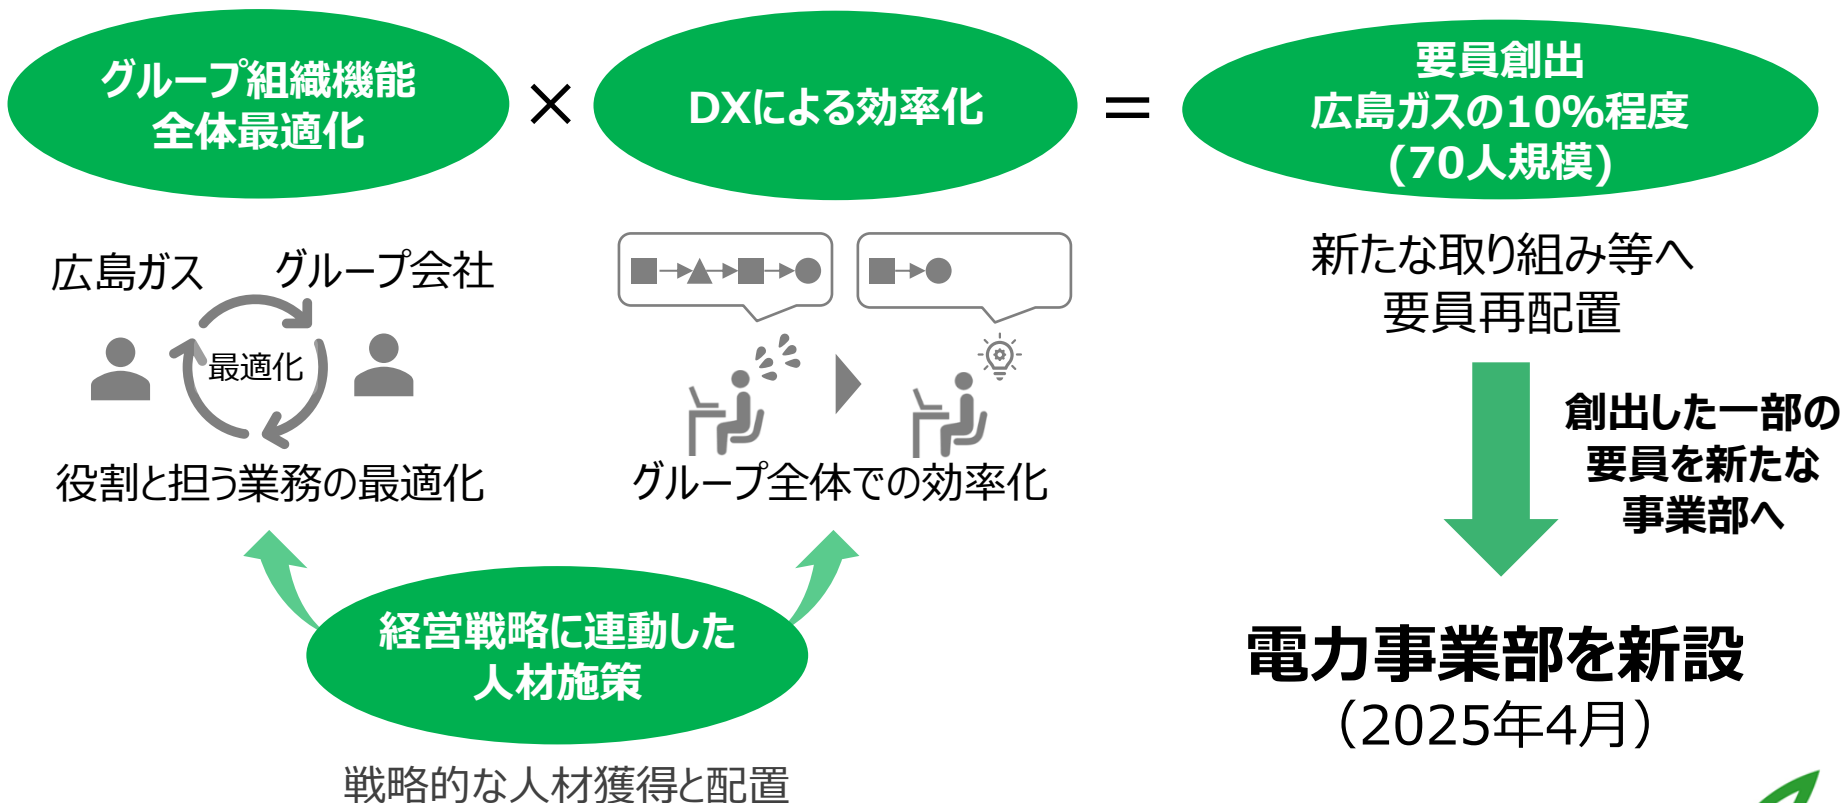 グループ組織機能
全体最適化
×
DXによる効率化
=
要員創出
広島ガスの10%程度
(70人規模)
広島ガス
グループ会社
最適化
役割と担う業務の最適化
グループ全体での効率化
新たな取り組み等へ
要員再配置
創出した一部の
要員を新たな
事業部へ
経営戦略に連動した
人材施策
戦略的な人材獲得と配置
電力事業部を新設
（2025年4月）